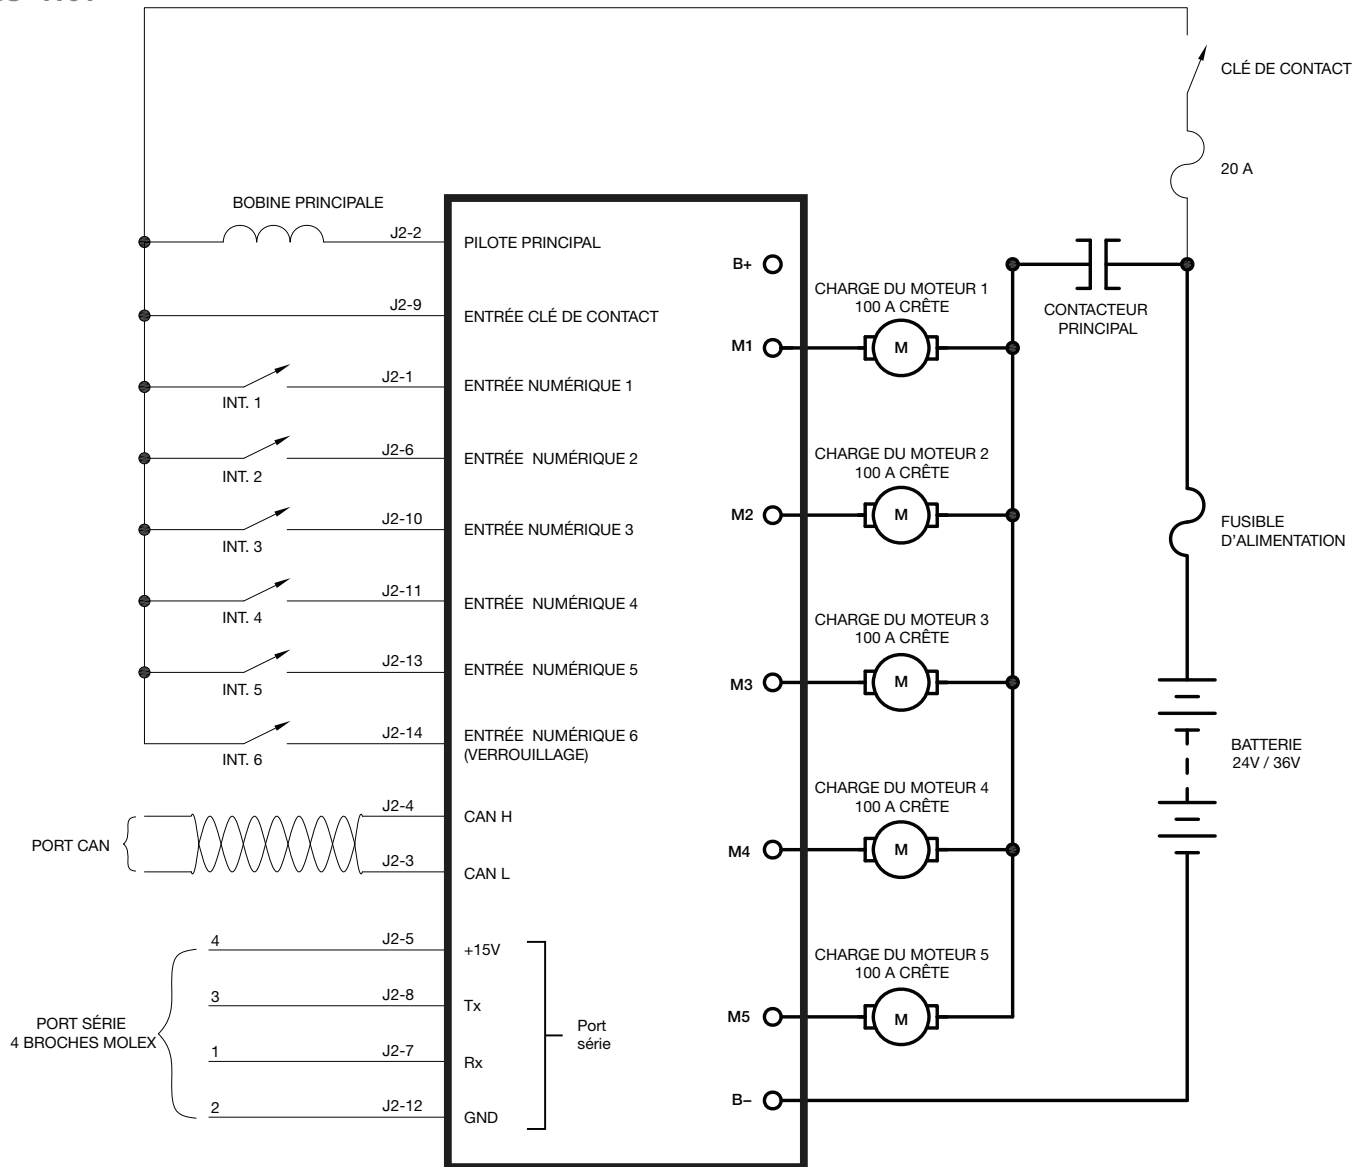 CLÉ DE CONTACT
20 A
BOBINE PRINCIPALE
J2-2
PILOTE PRINCIPAL
B+
CHARGE DU MOTEUR 1
100 A CRÊTE
CONTACTEUR
PRINCIPAL
J2-9
ENTRÉE CLÉ DE CONTACT
M1
M
J2-1
ENTRÉE NUMÉRIQUE 1
INT. 1
J2-6
ENTRÉE NUMÉRIQUE 2
INT. 2
CHARGE DU MOTEUR 2
100 A CRÊTE
M2
M
J2-10
ENTRÉE NUMÉRIQUE 3
INT. 3
FUSIBLE
D'ALIMENTATION
J2-11
ENTRÉE NUMÉRIQUE 4
INT. 4
CHARGE DU MOTEUR 3
100 A CRÊTE
J2-13
ENTRÉE NUMÉRIQUE 5
INT. 5
M3
M
J2-14
ENTRÉE NUMÉRIQUE 6
(VERROUILLAGE)
INT. 6
BATTERIE
24V / 36V
CHARGE DU MOTEUR 4
100 A CRÊTE
J2-4
CAN H
PORT CAN
M4
M
J2-3
CAN L
4
J2-5
+15V
CHARGE DU MOTEUR 5
100 A CRÊTE
3
J2-8
Tx
M5
M
PORT SÉRIE
4 BROCHES MOLEX
Port
série
1
J2-7
Rx
B–
2
J2-12
GND